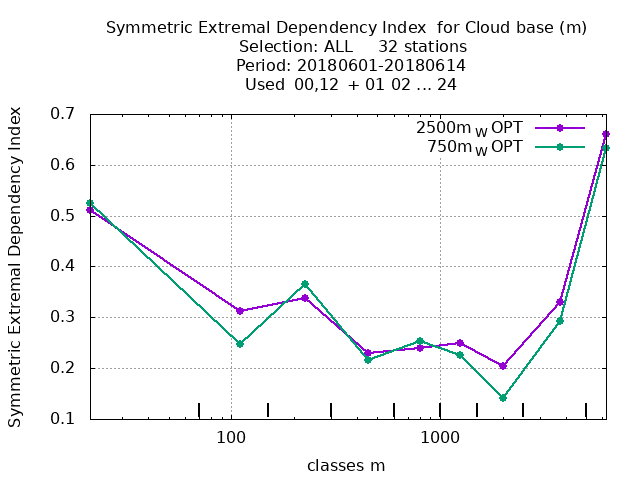 Symmetric Extremal Dependency Index  for Cloud base (m)
Selection: ALL     32 stations
Period: 20180601-20180614
Used  00,12  + 01 02 ... 24
Symmetric Extremal Dependency Index
0.7
0.6
0.5
0.4
0.3
0.2
0.1
2500m_W OPT
750m_W OPT
100
1000
classes m